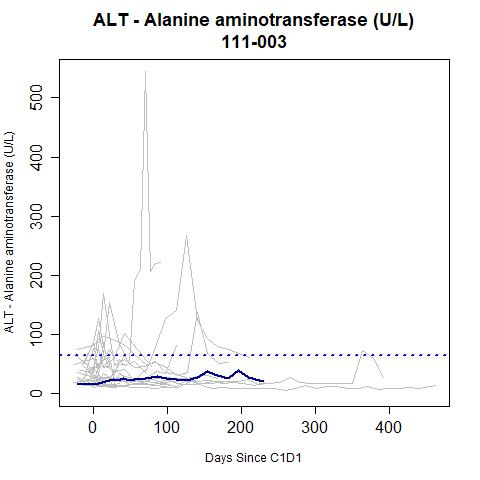 ALT - Alanine aminotransferase (U/L)
111-003
ALT - Alanine aminotransferase (U/L)
500
400
300
200
100
0
0 100 200 300 400
Days Since C1D1